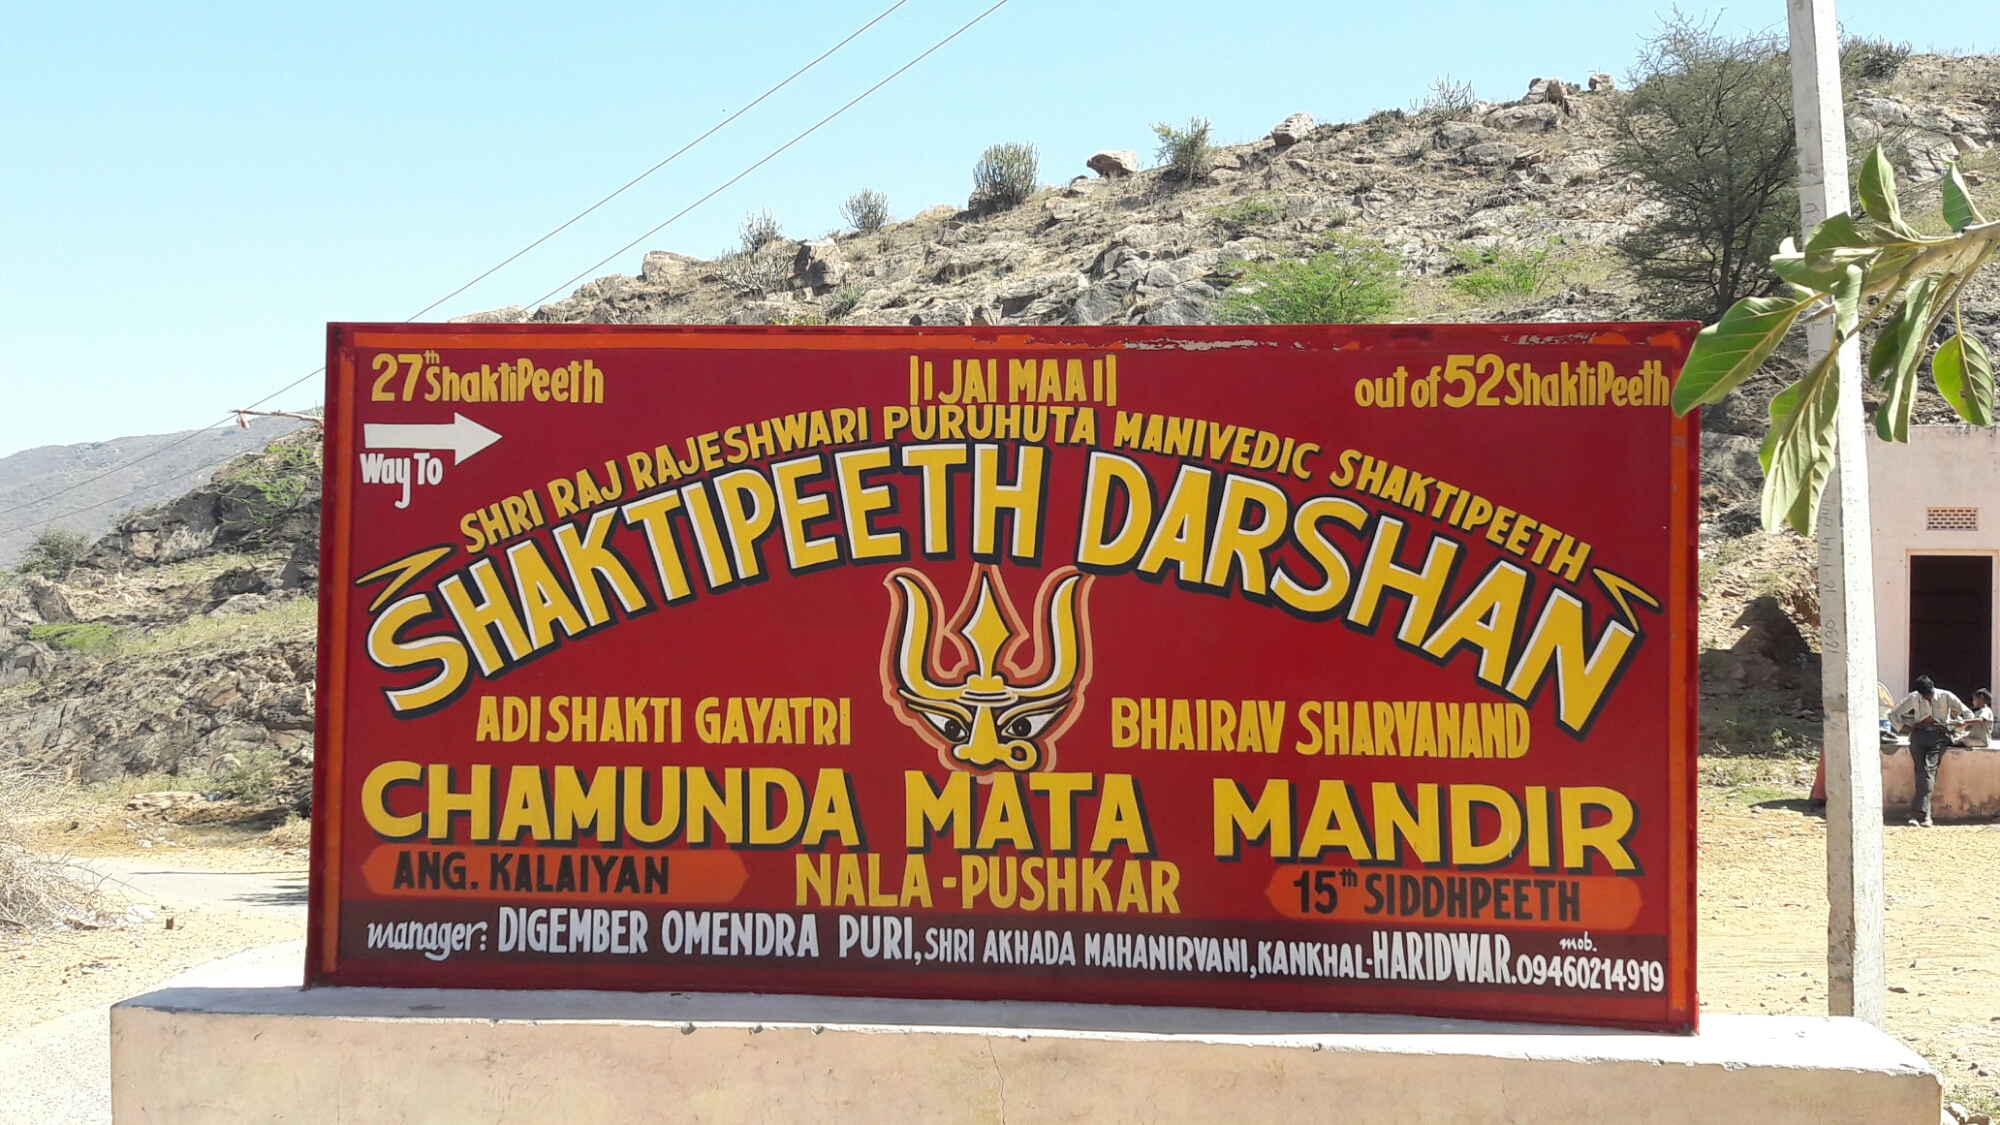 27th ShaktiPeeth
|| JAI MAA ||
out of 52 ShaktiPeeth
Way To
SHRI RAJ RAJESHWARI PURUHUTA MANIVEDIC SHAKTIPEETH
SHAKTIPEETH DARSHAN
ADI SHAKTI GAYATRI
BHAIRAV SHARVANAND
CHAMUNDA MATA MANDIR
ANG. KALAIYAN
NALA-PUSHKAR
15th SIDDHPEETH
manager: DIGEMBER OMENDRA PURI, SHRI AKHADA MAHANIRVANI, KANKHAL-HARIDWAR. mob. 09460214919